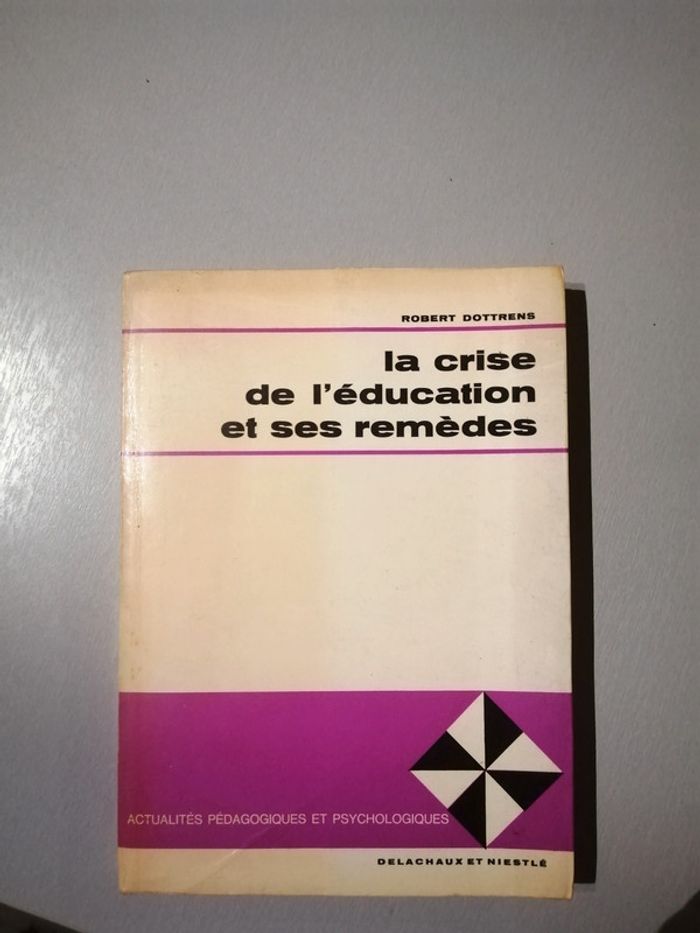 ROBERT DOTTRENS
la crise
de l'éducation
et ses remèdes
ACTUALITÉS PÉDAGOGIQUES ET PSYCHOLOGIQUES
DELACHAUX ET NIESTLÉ